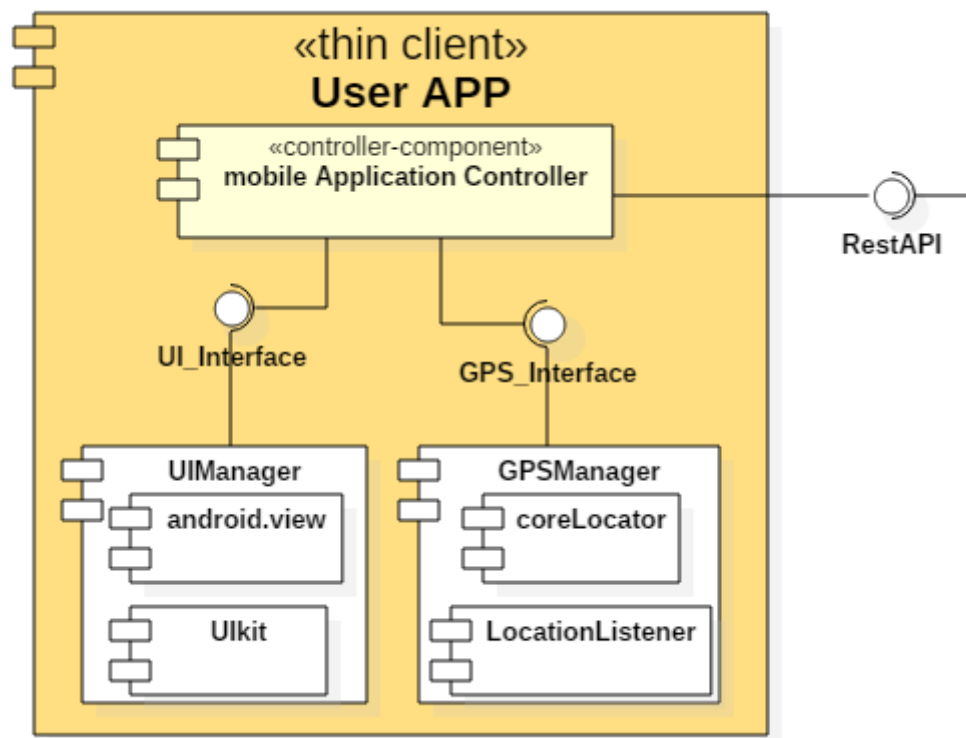 «thin client»
User APP
«controller-component»
mobile Application Controller
RestAPI
UI_Interface
GPS_Interface
UIManager
android.view
UIkit
GPSManager
coreLocator
LocationListener